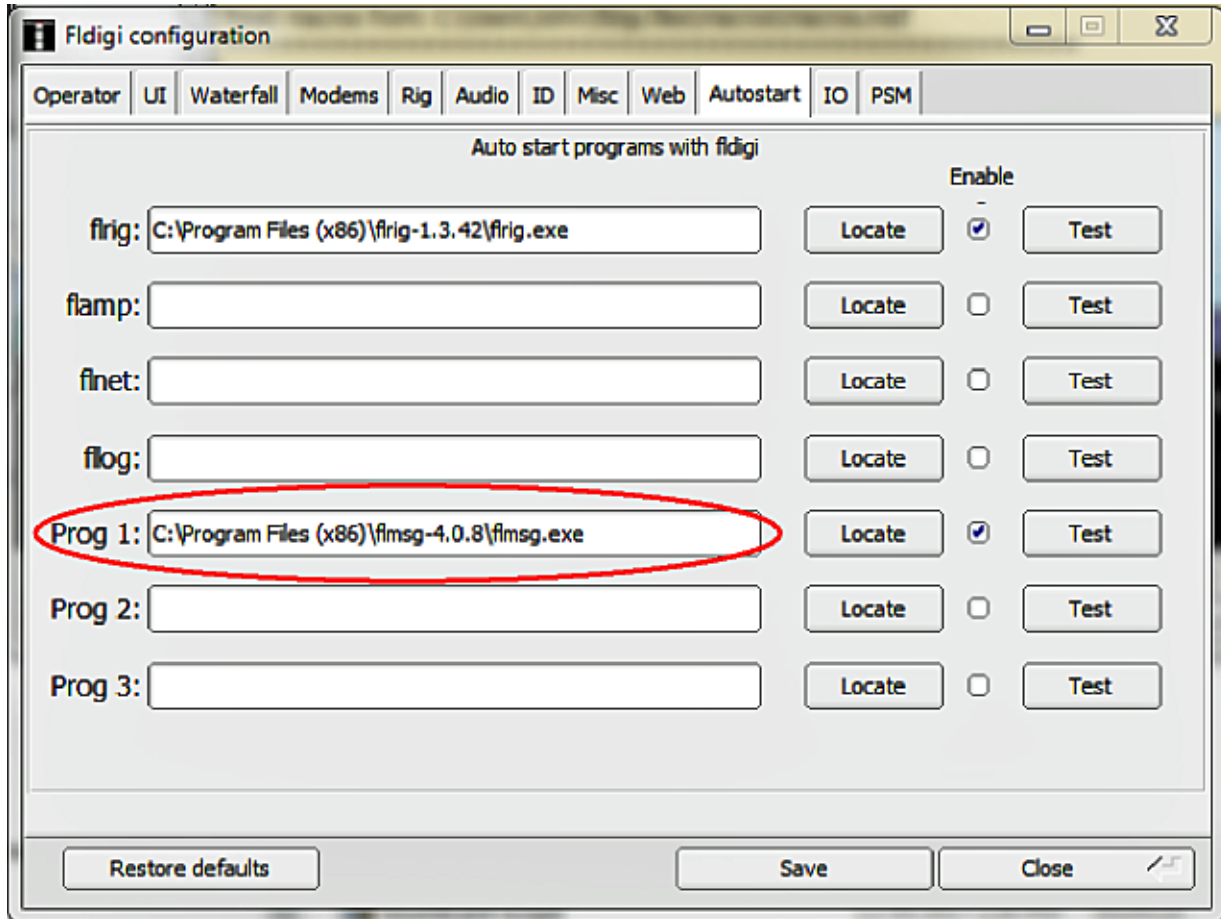 Fldigi configuration
Operator UI Waterfall Modems Rig Audio ID Misc Web Autostart IO PSM
Auto start programs with fldigi
Enable
flrig: C:\Program Files (x86)\flrig-1.3.42\flrig.exe Locate Test
flamp: Locate Test
flnet: Locate Test
fllog: Locate Test
Prog 1: C:\Program Files (x86)\flmsg-4.0.8\flmsg.exe Locate Test
Prog 2: Locate Test
Prog 3: Locate Test
Restore defaults Save Close